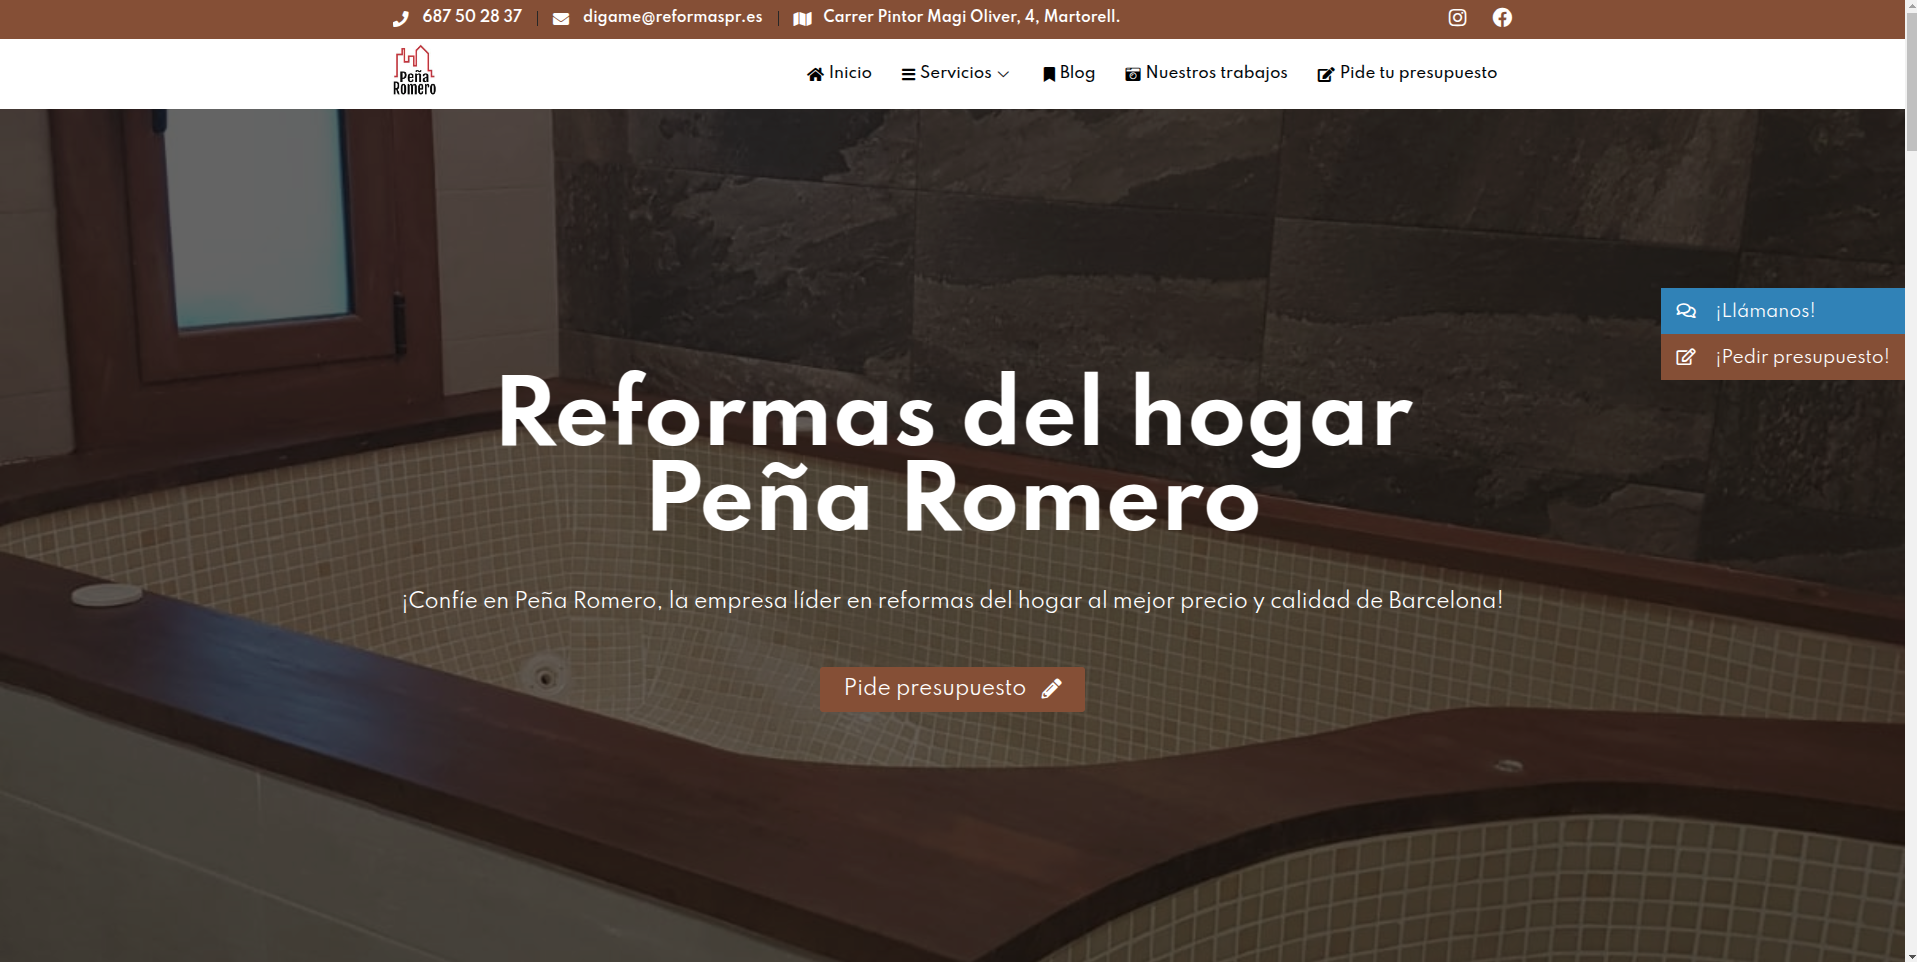 687 50 28 37
digame@reformaspr.es
Carrer Pintor Magi Oliver, 4, Martorell.
Peña
Romero
Inicio
Servicios
Blog
Nuestros trabajos
Pide tu presupuesto
¡Llámanos!
¡Pedir presupuesto!
Reformas del hogar
Peña Romero
¡Confíe en Peña Romero, la empresa líder en reformas del hogar al mejor precio y calidad de Barcelona!
Pide presupuesto